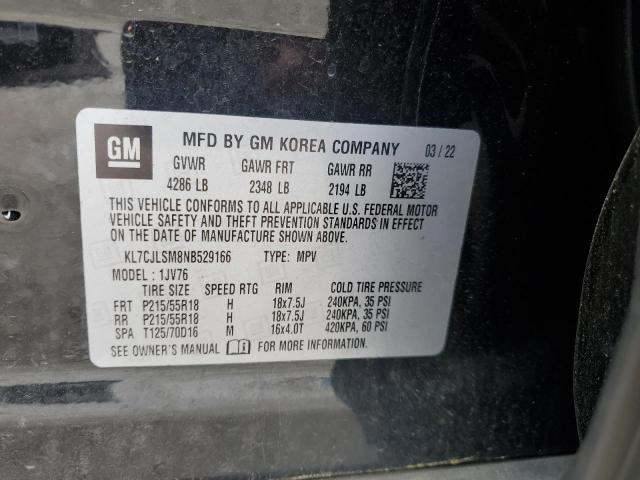 GM
MFD BY GM KOREA COMPANY 03 / 22
GVWR GAWR FRT GAWR RR
4286 LB 2348 LB 2194 LB
THIS VEHICLE CONFORMS TO ALL APPLICABLE U.S. FEDERAL MOTOR
VEHICLE SAFETY AND THEFT PREVENTION STANDARDS IN EFFECT ON
THE DATE OF MANUFACTURE SHOWN ABOVE.
KL7CJLSM8NB529166 TYPE: MPV
MODEL : 1JV76
TIRE SIZE SPEED RTG RIM COLD TIRE PRESSURE
FRT P215/55R18 H 18x7.5J 240KPA, 35 PSI
RR P215/55R18 H 18x7.5J 240KPA, 35 PSI
SPA T125/70D16 M 16x4.0T 420KPA, 60 PSI
SEE OWNER'S MANUAL FOR MORE INFORMATION.